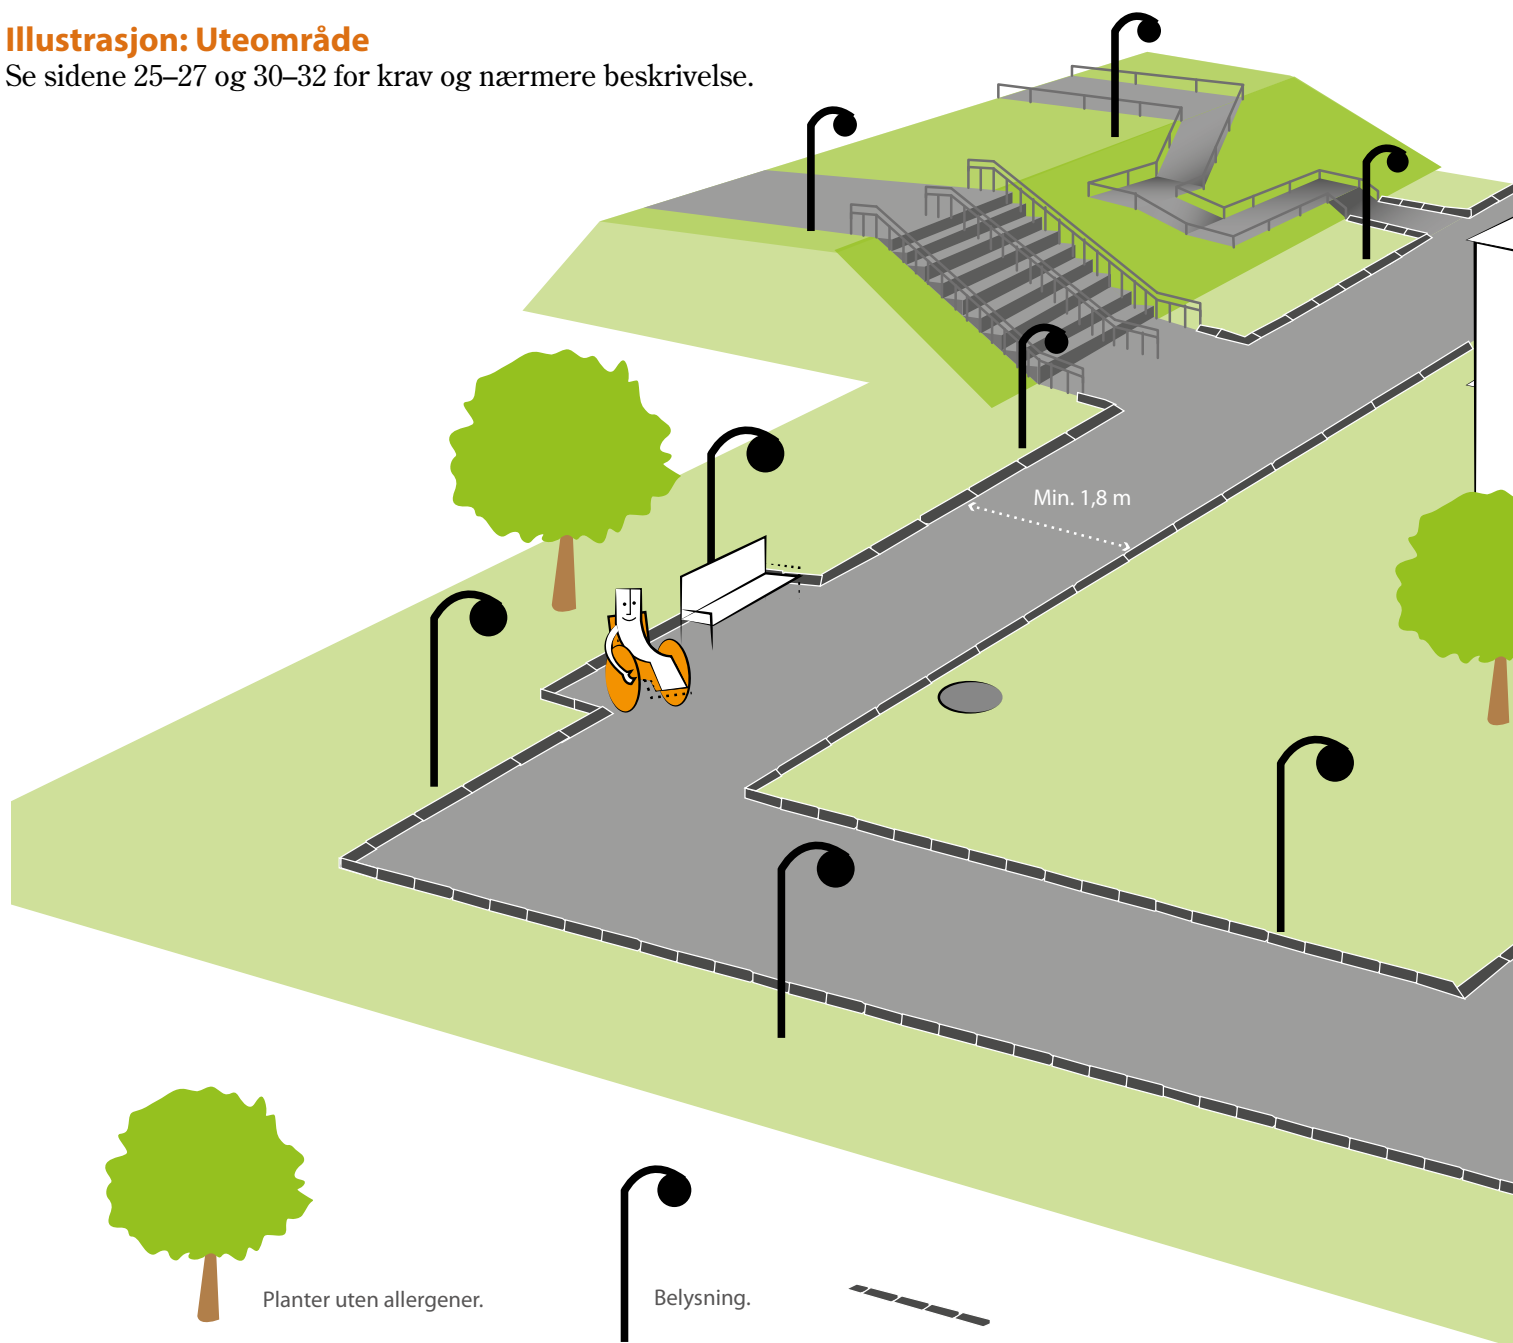 Illustrasjon: Uteområde
Se sidene 25–27 og 30–32 for krav og nærmere beskrivelse.
Min. 1,8 m
Planter uten allergener.
Belysning.